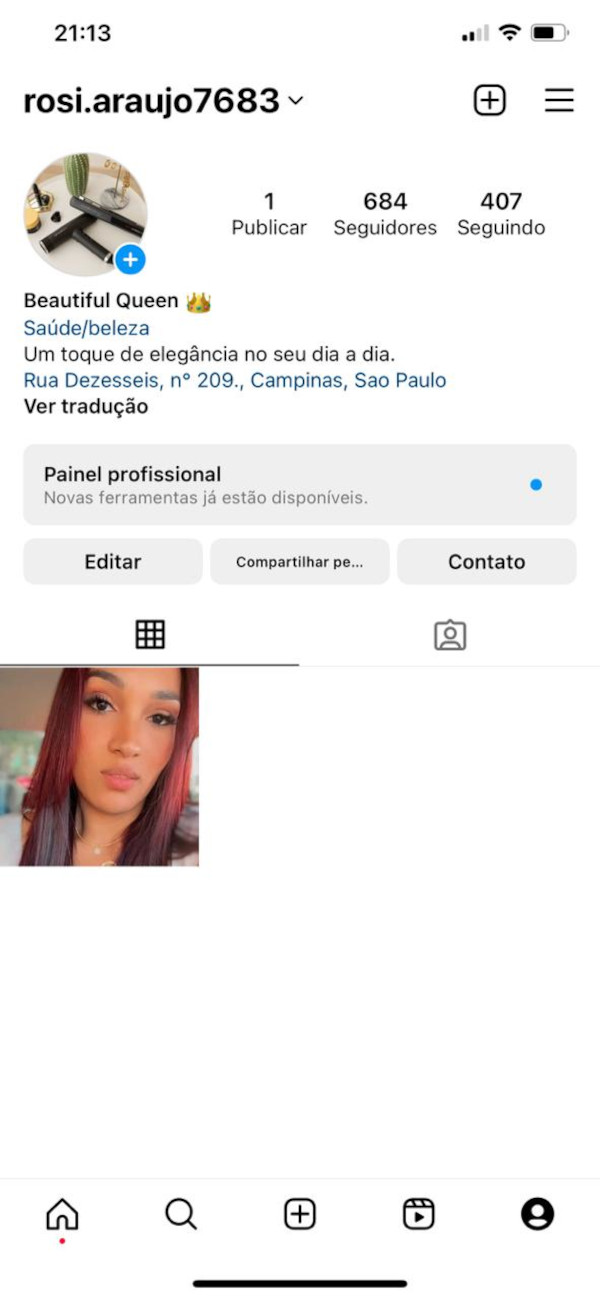 21:13
rosi.araujo7683
1 684 407
Publicar Seguidores Seguindo
Beautiful Queen 👑
Saúde/beleza
Um toque de elegância no seu dia a dia.
Rua Dezesseis, n° 209., Campinas, Sao Paulo
Ver tradução
Painel profissional
Novas ferramentas já estão disponíveis.
Editar Compartilhar pe... Contato